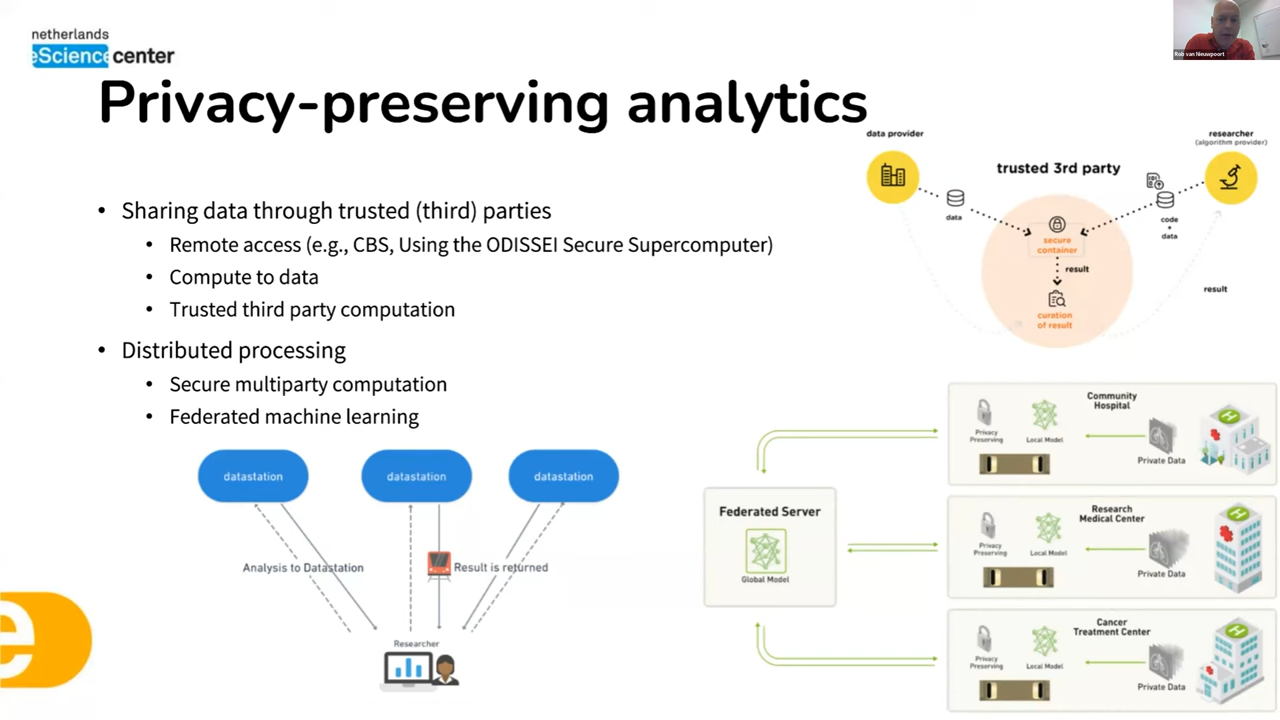 netherlands
eScience center
Rob van Nieuwpoort
Privacy-preserving analytics
• Sharing data through trusted (third) parties
• Remote access (e.g., CBS, Using the ODISSEI Secure Supercomputer)
• Compute to data
• Trusted third party computation
• Distributed processing
• Secure multiparty computation
• Federated machine learning
data provider
researcher
(algorithm provider)
trusted 3rd party
data
code
+
data
secure
container
result
result
curation
of result
datastation
datastation
datastation
Analysis to Datastation
Result is returned
Researcher
Federated Server
Global Model
Community
Hospital
Privacy
Preserving
Local Model
Private Data
Research
Medical Center
Privacy
Preserving
Local Model
Private Data
Cancer
Treatment Center
Privacy
Preserving
Local Model
Private Data
H
H
H
e